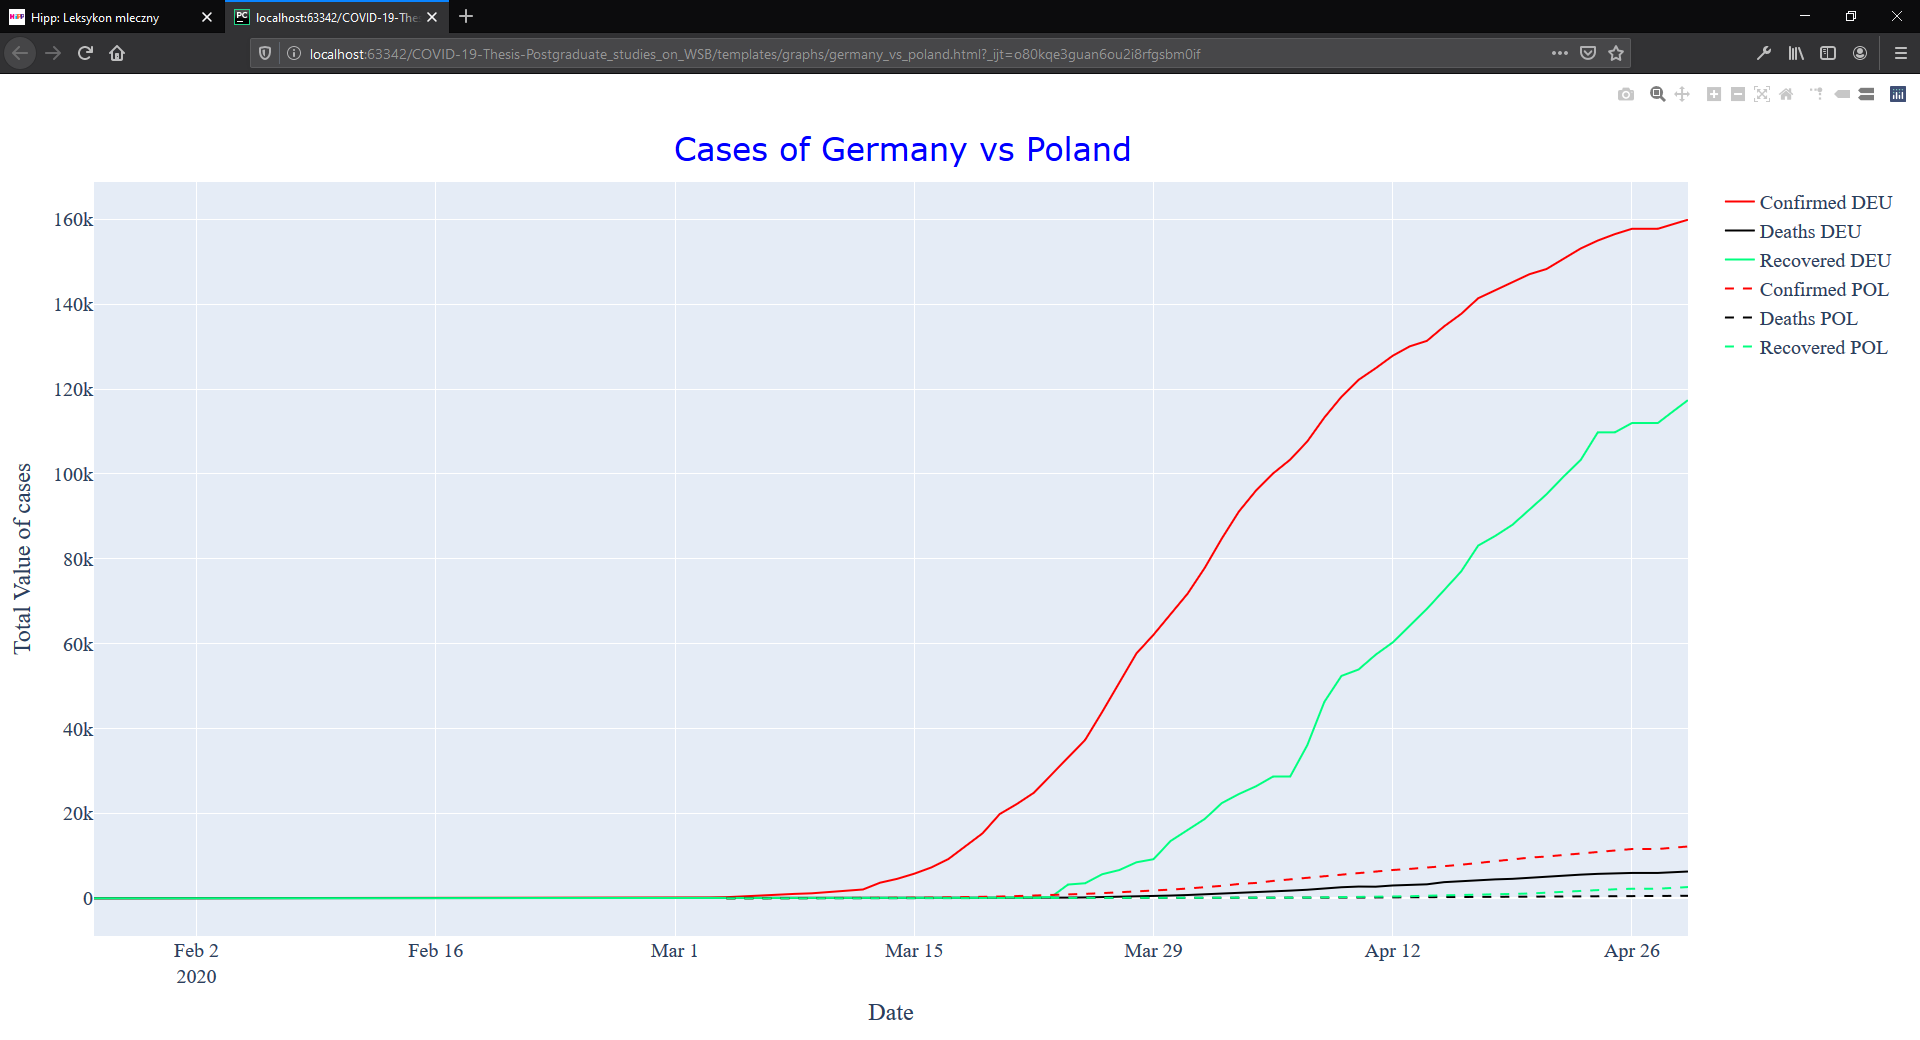 HiPP
Hipp: Leksykon mleczny
PC
localhost:63342/COVID-19-The
localhost:63342/COVID-19-Thesis-Postgraduate_studies_on_WSB/templates/graphs/germany_vs_poland.html?_ijt=o80kqe3guan6ou2i8rfgsbm0if
Cases of Germany vs Poland
Confirmed DEU
Deaths DEU
Recovered DEU
Confirmed POL
Deaths POL
Recovered POL
Total Value of cases
160k
140k
120k
100k
80k
60k
40k
20k
0
Feb 2
2020
Feb 16
Mar 1
Mar 15
Mar 29
Apr 12
Apr 26
Date